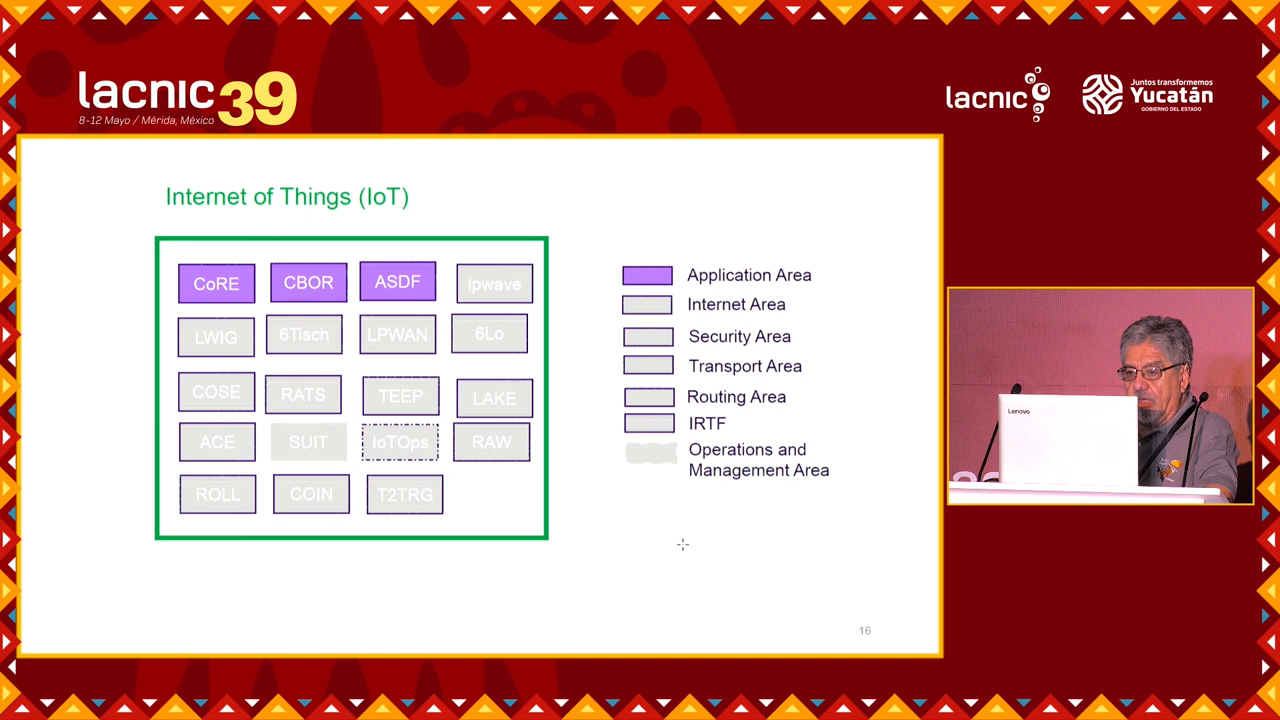 lacnic 39
8-12 Mayo / Mérida, México
lacnic
Juntos transformemos
Yucatán
GOBIERNO DEL ESTADO
Internet of Things (IoT)
CoRE CBOR ASDF ipwave
LWIG 6Tisch LPWAN 6Lo
COSE RATS TEEP LAKE
ACE SUIT IoTOps RAW
ROLL COIN T2TRG
Application Area
Internet Area
Security Area
Transport Area
Routing Area
IRTF
Operations and
Management Area
16
Lenovo